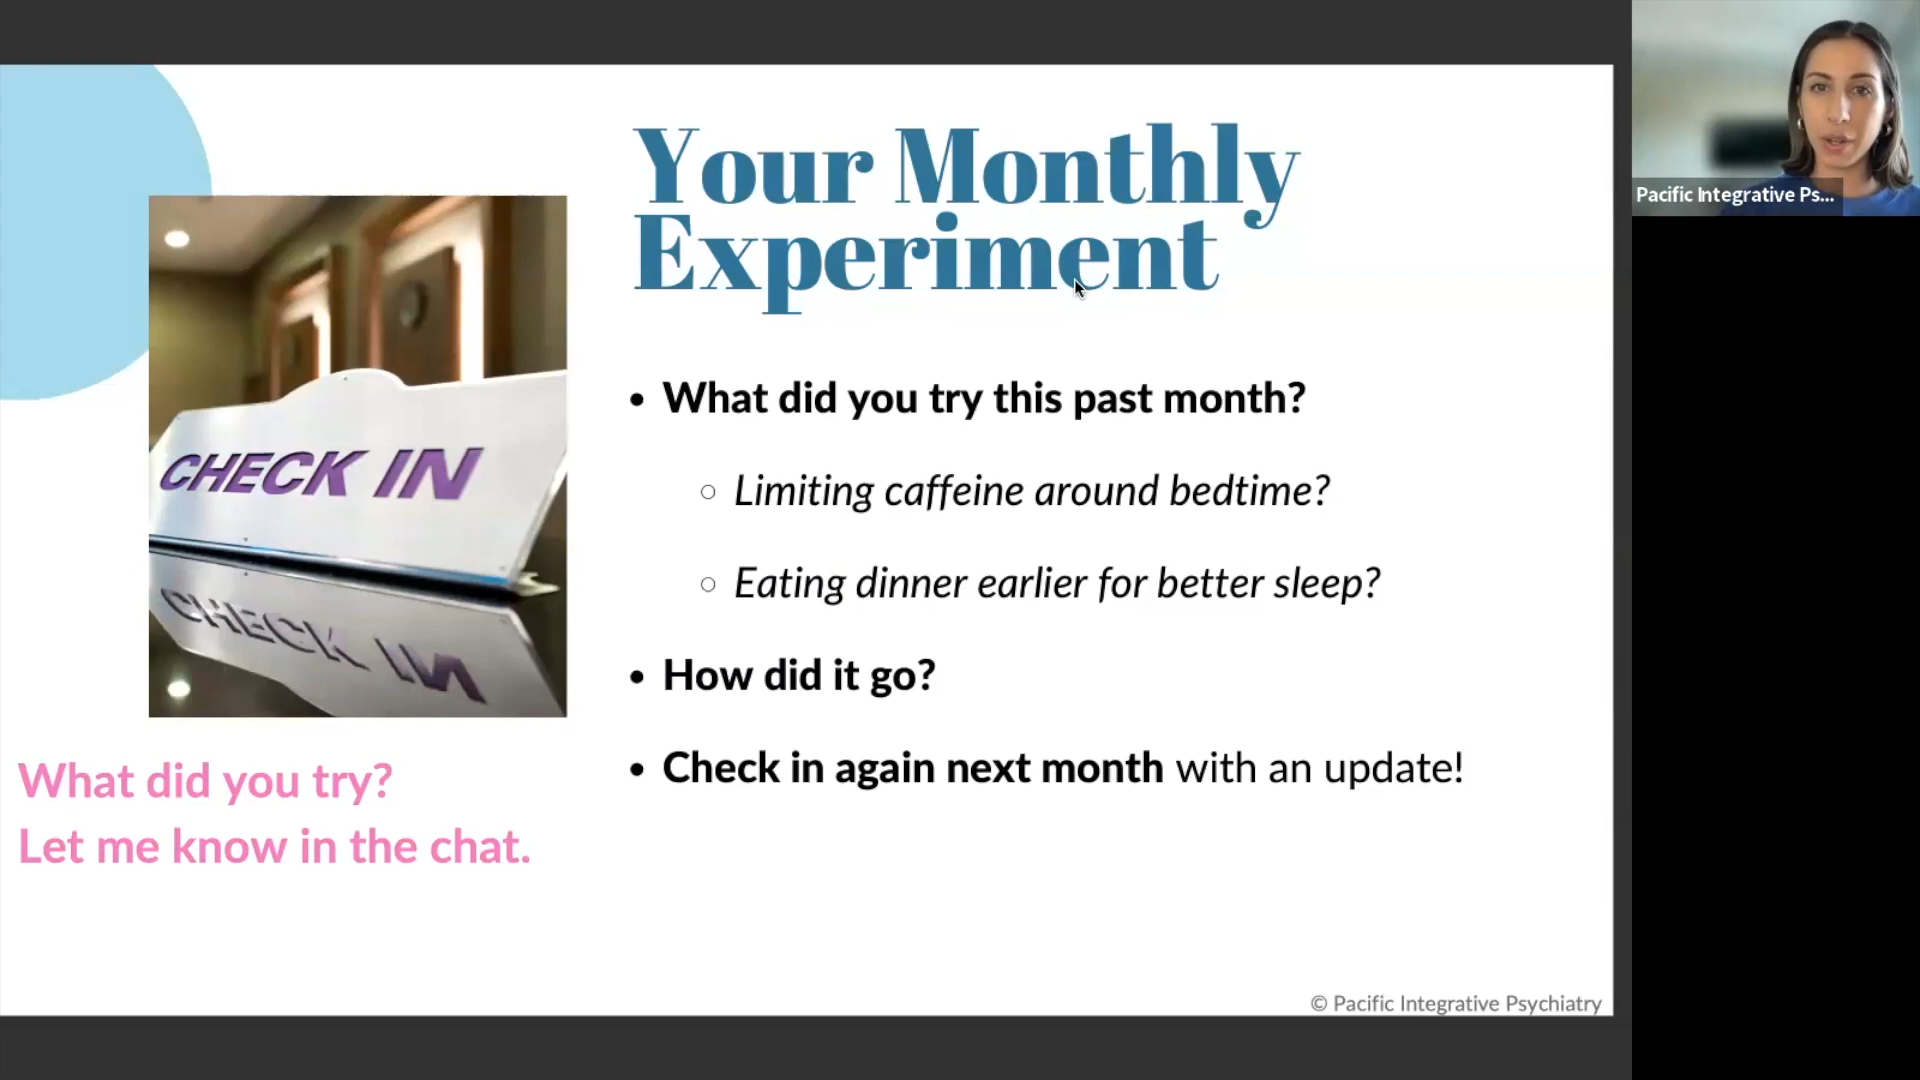 Your Monthly
Experiment
CHECK IN
CHECK IN
• What did you try this past month?
○ Limiting caffeine around bedtime?
○ Eating dinner earlier for better sleep?
• How did it go?
• Check in again next month with an update!
What did you try?
Let me know in the chat.
© Pacific Integrative Psychiatry
Pacific Integrative Ps...